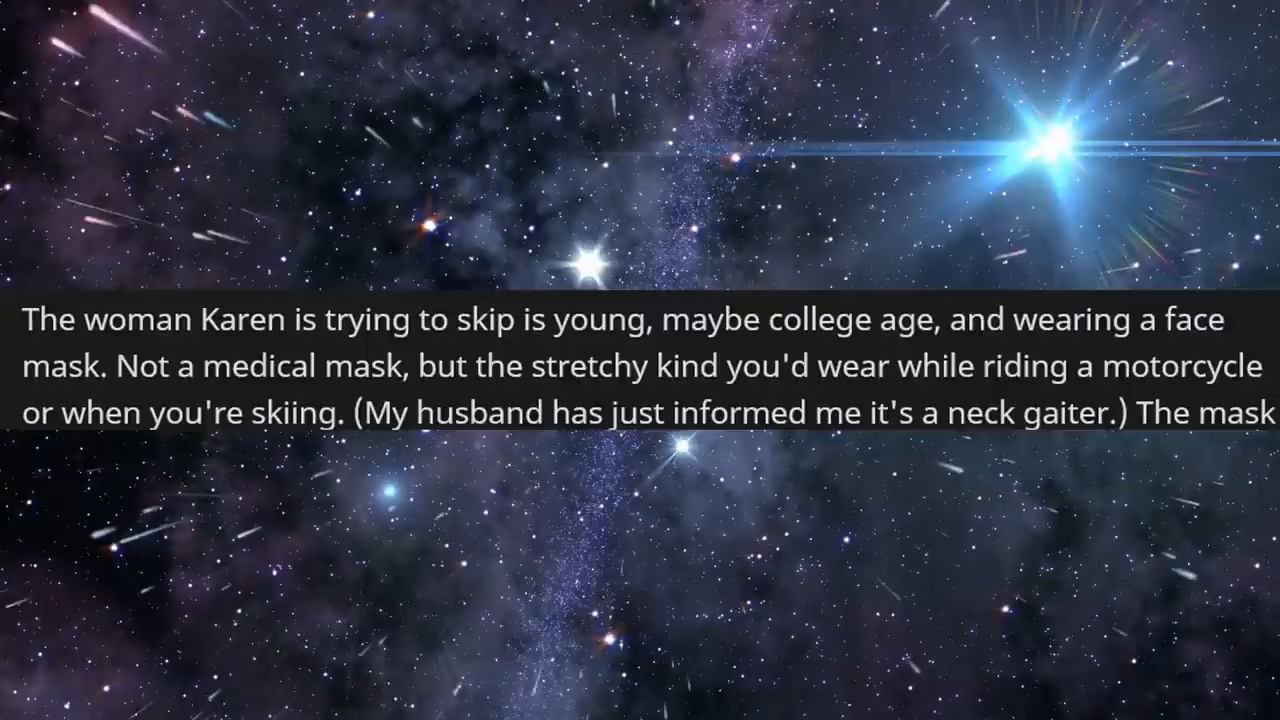 The woman Karen is trying to skip is young, maybe college age, and wearing a face
mask. Not a medical mask, but the stretchy kind you'd wear while riding a motorcycle
or when you're skiing. (My husband has just informed me it's a neck gaiter.) The mask